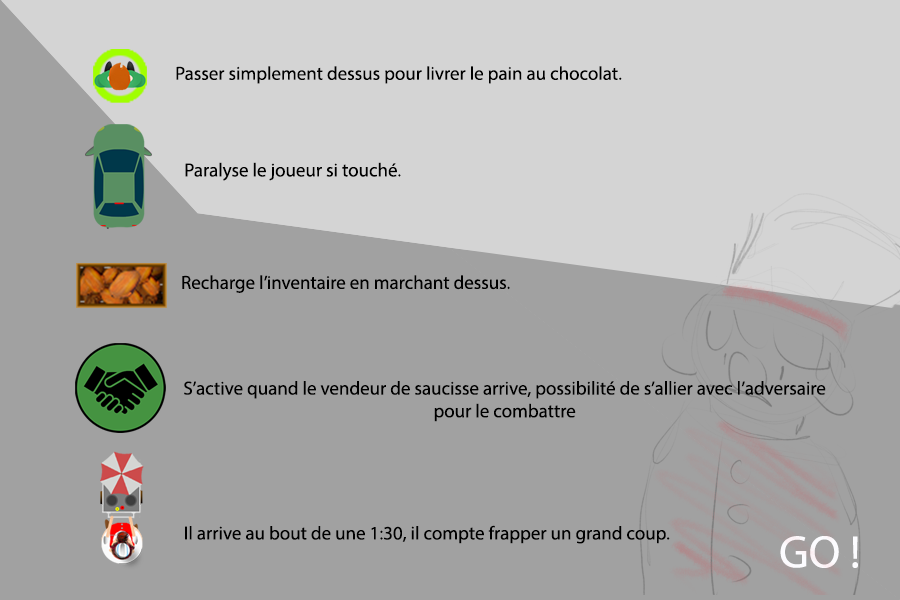 Passer simplement dessus pour livrer le pain au chocolat.
Paralyse le joueur si touché.
Recharge l'inventaire en marchant dessus.
S'active quand le vendeur de saucisse arrive, possibilité de s'allier avec l'adversaire
pour le combattre
Il arrive au bout de une 1:30, il compte frapper un grand coup.
GO !